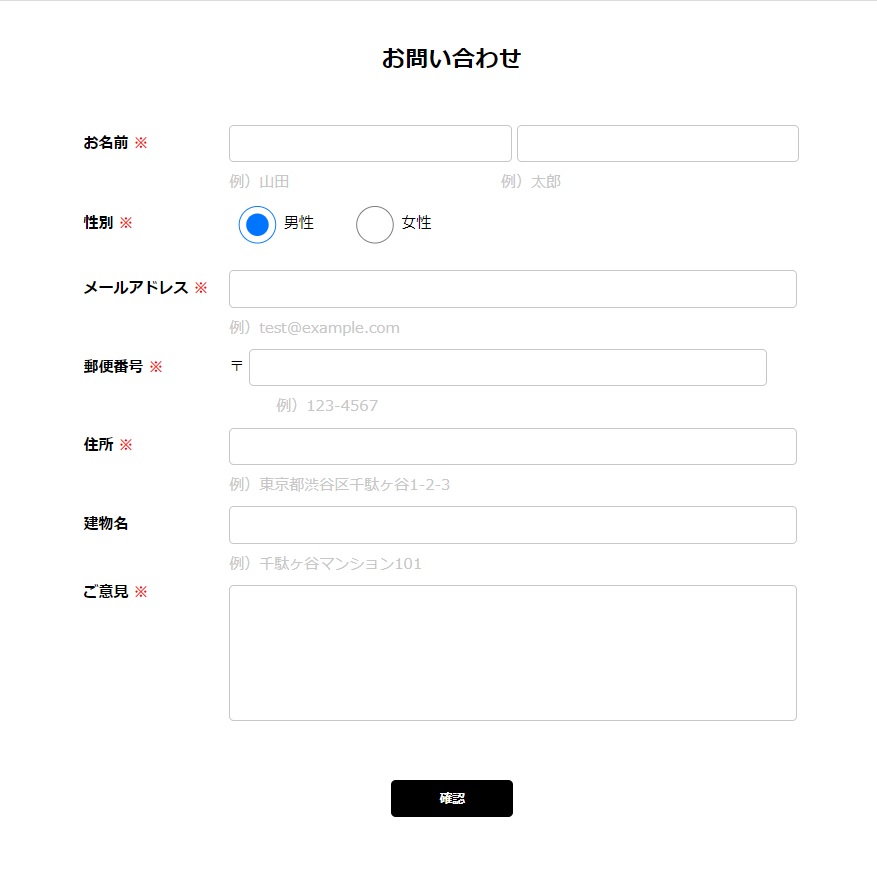 お問い合わせ
お名前 ※
例）山田 例）太郎
性別 ※ 男性 女性
メールアドレス ※
例）test@example.com
郵便番号 ※ 〒
例）123-4567
住所 ※
例）東京都渋谷区千駄ヶ谷1-2-3
建物名
例）千駄ヶ谷マンション101
ご意見 ※
確認